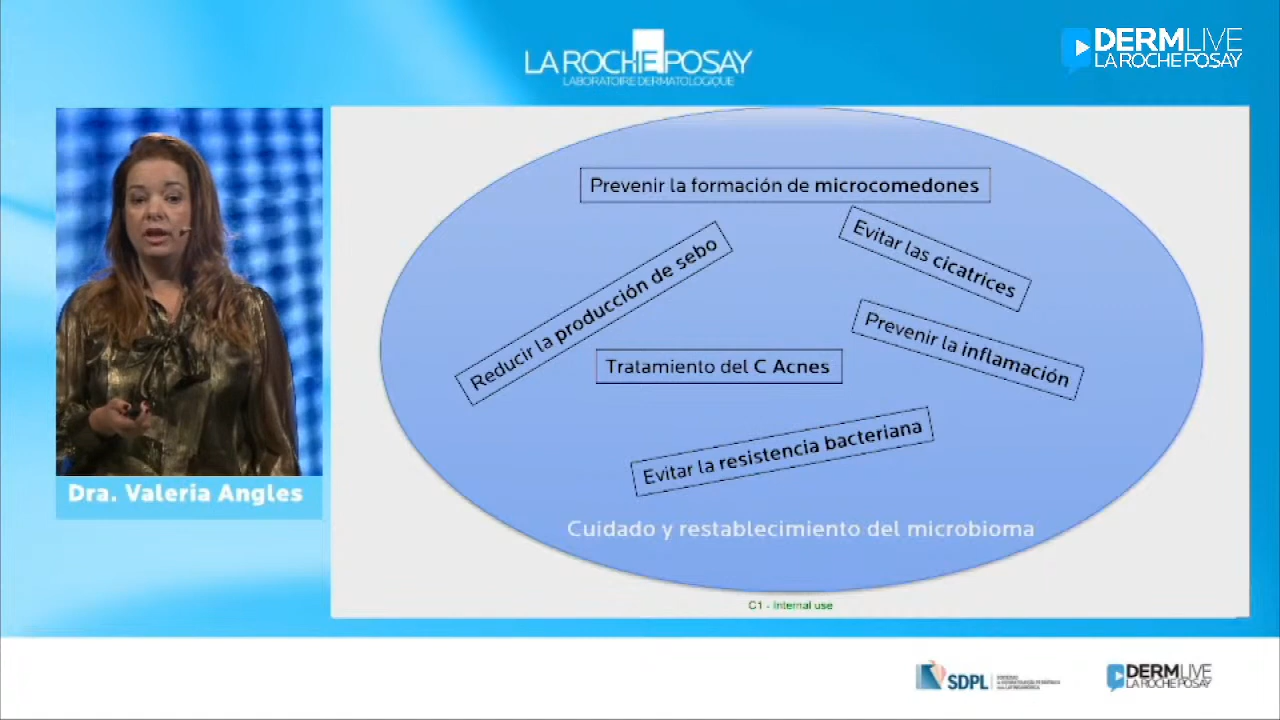 LA ROCHE POSAY
LABORATOIRE DERMATOLOGIQUE
DERMLIVE
LA ROCHE POSAY
Prevenir la formación de microcomedones
Evitar las cicatrices
Reducir la producción de sebo
Prevenir la inflamación
Tratamiento del C Acnes
Evitar la resistencia bacteriana
Cuidado y restablecimiento del microbioma
C1 - Internal use
Dra. Valeria Angles
SDPL
DERMLIVE
LA ROCHE POSAY